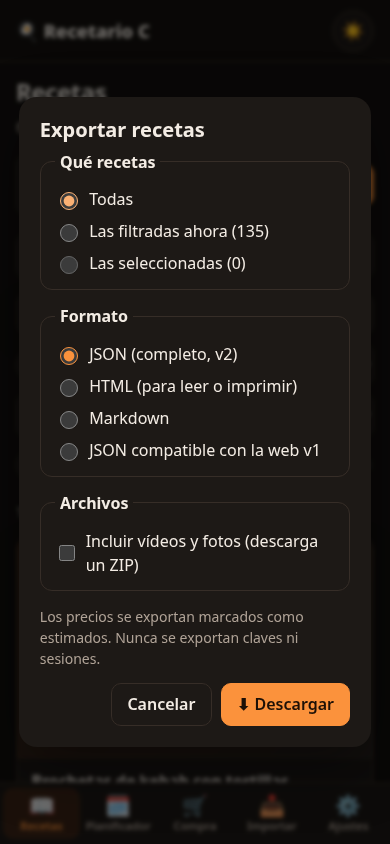 Recetario C
Recetas
Exportar recetas
Qué recetas
Todas
Las filtradas ahora (135)
Las seleccionadas (0)
Formato
JSON (completo, v2)
HTML (para leer o imprimir)
Markdown
JSON compatible con la web v1
Archivos
Incluir vídeos y fotos (descarga
un ZIP)
Los precios se exportan marcados como
estimados. Nunca se exportan claves ni
sesiones.
Cancelar
⬇ Descargar
Recetas
Planificador
Compra
Importar
Ajustes